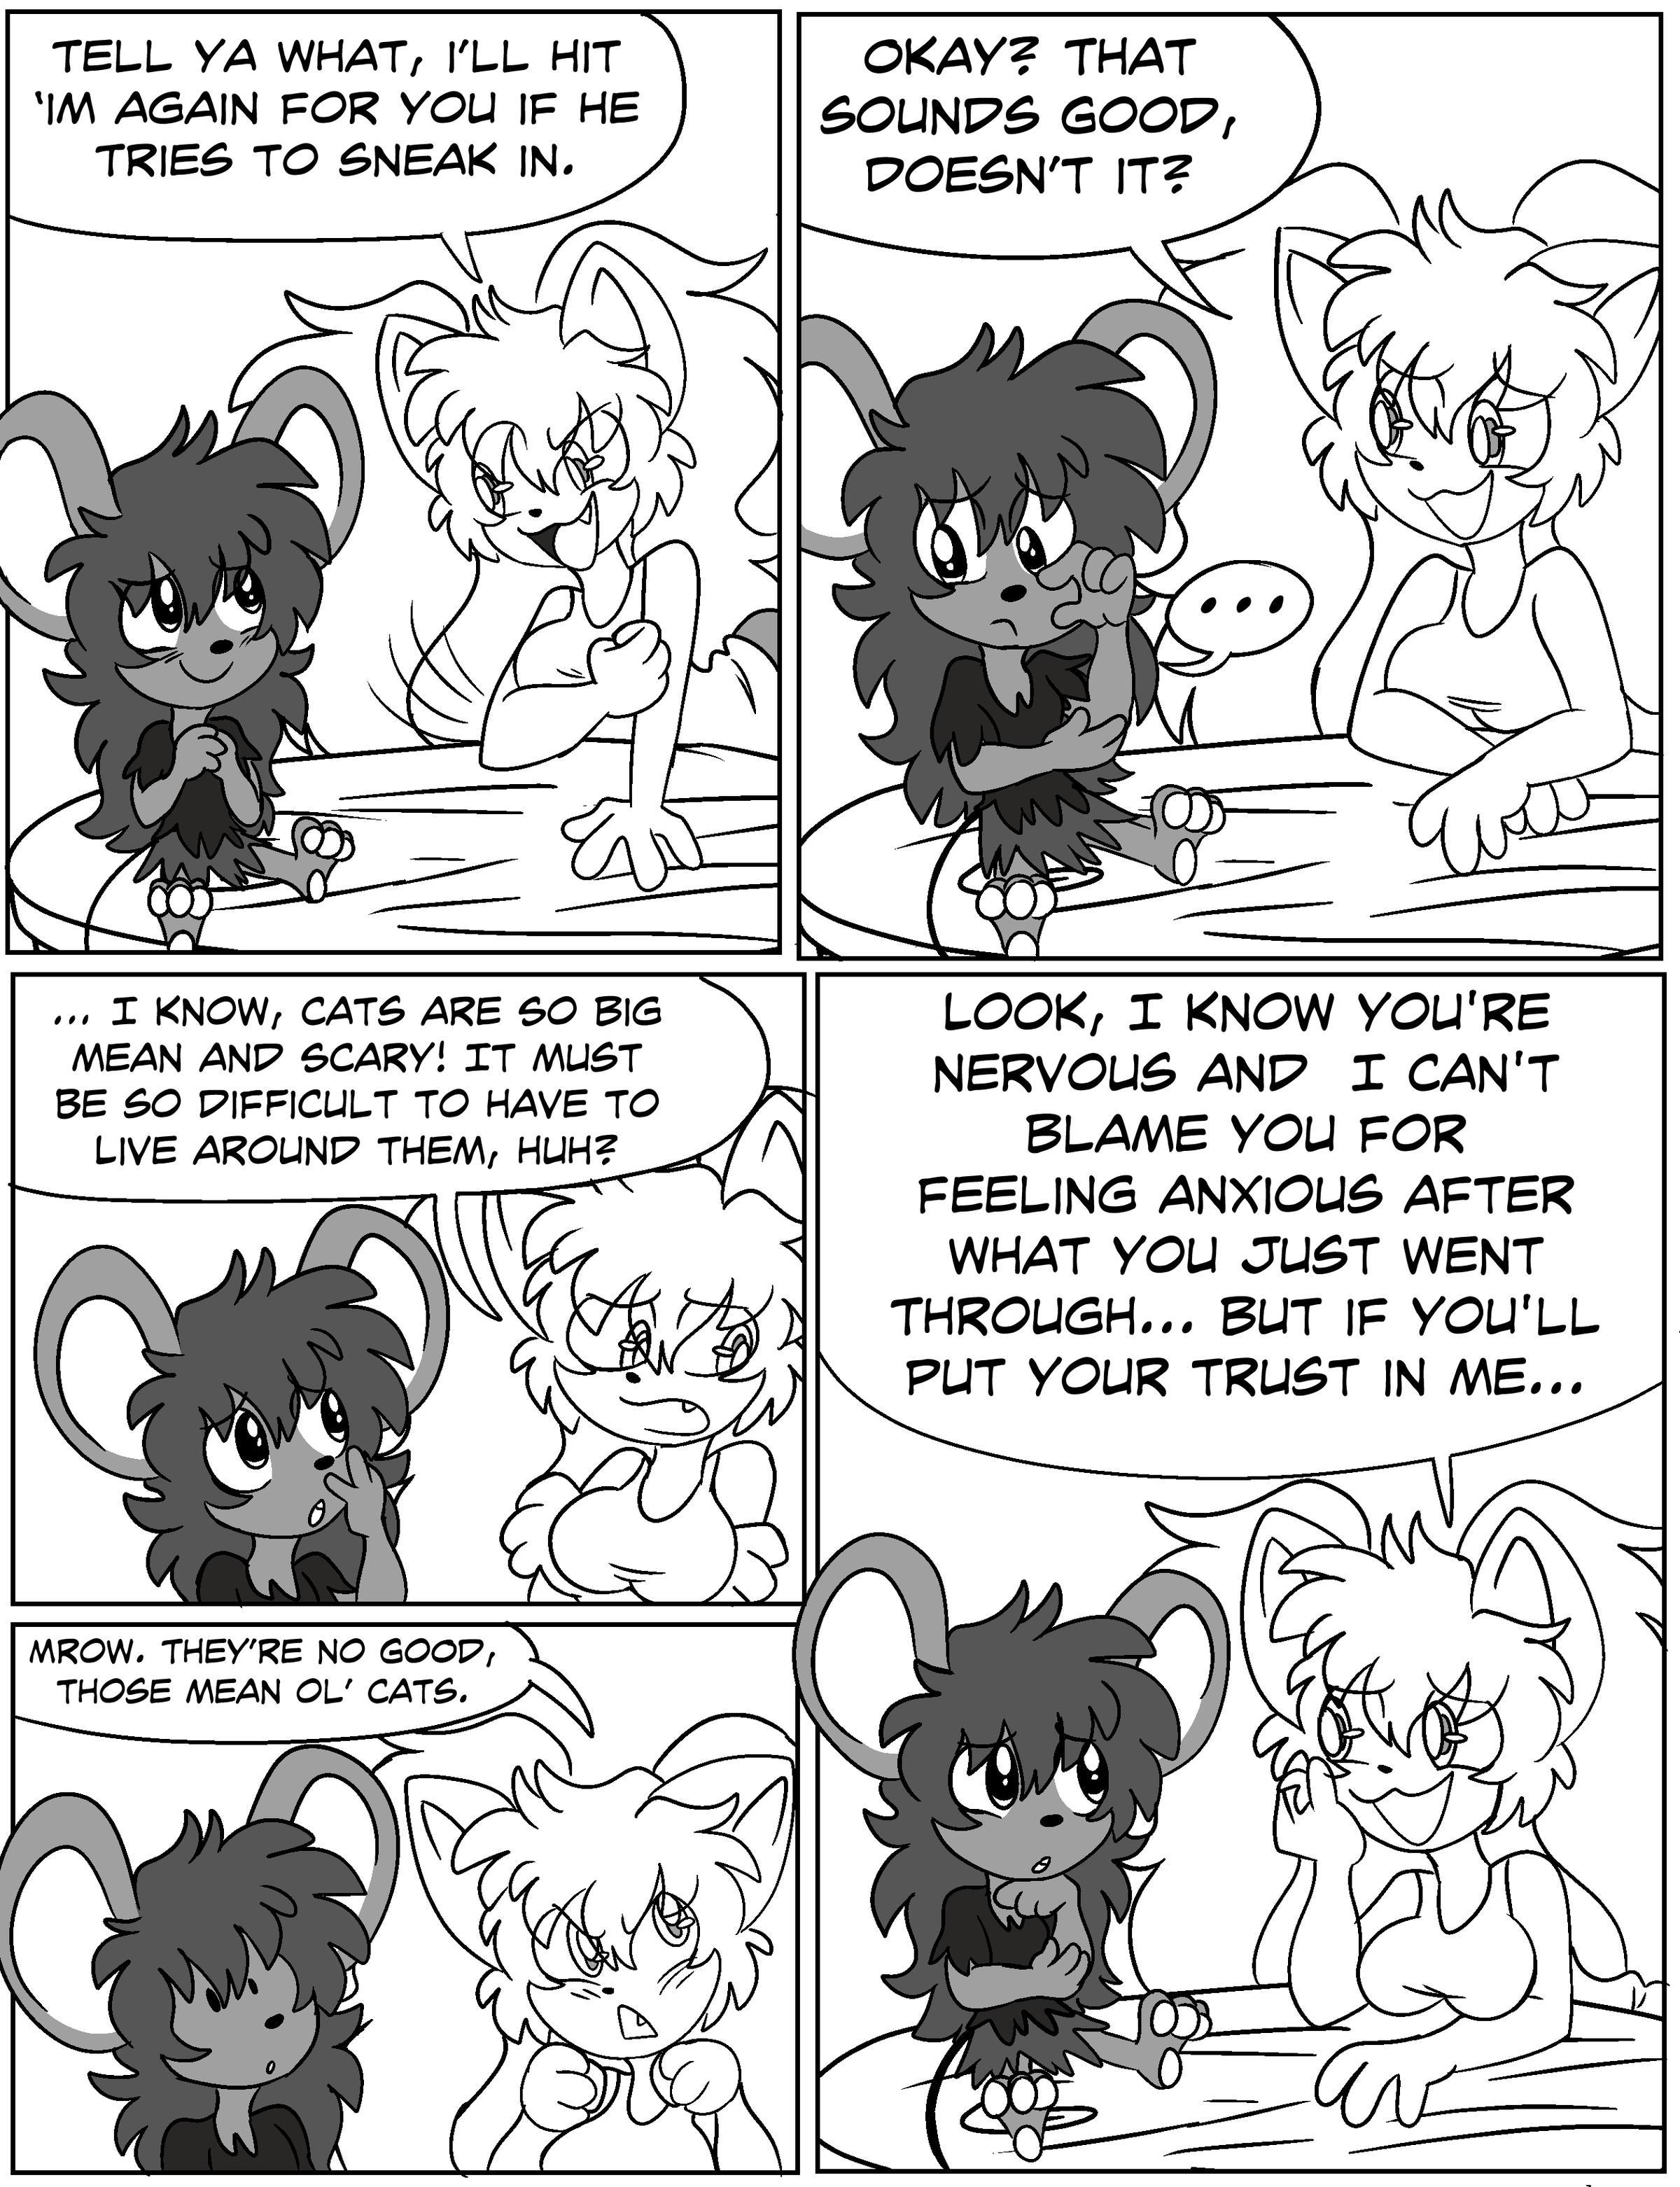 TELL YA WHAT, I'LL HIT
'IM AGAIN FOR YOU IF HE
TRIES TO SNEAK IN.
OKAY? THAT
SOUNDS GOOD,
DOESN'T IT?
...
... I KNOW, CATS ARE SO BIG
MEAN AND SCARY! IT MUST
BE SO DIFFICULT TO HAVE TO
LIVE AROUND THEM, HUH?
MROW. THEY'RE NO GOOD,
THOSE MEAN OL' CATS.
LOOK, I KNOW YOU'RE
NERVOUS AND I CAN'T
BLAME YOU FOR
FEELING ANXIOUS AFTER
WHAT YOU JUST WENT
THROUGH... BUT IF YOU'LL
PUT YOUR TRUST IN ME...